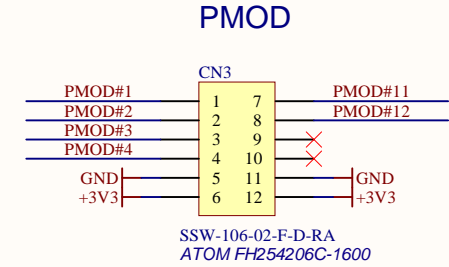 PMOD
CN3
PMOD#1 1 7 PMOD#11
PMOD#2 2 8 PMOD#12
PMOD#3 3 9
PMOD#4 4 10
GND 5 11 GND
+3V3 6 12 +3V3
SSW-106-02-F-D-RA
ATOM FH254206C-1600